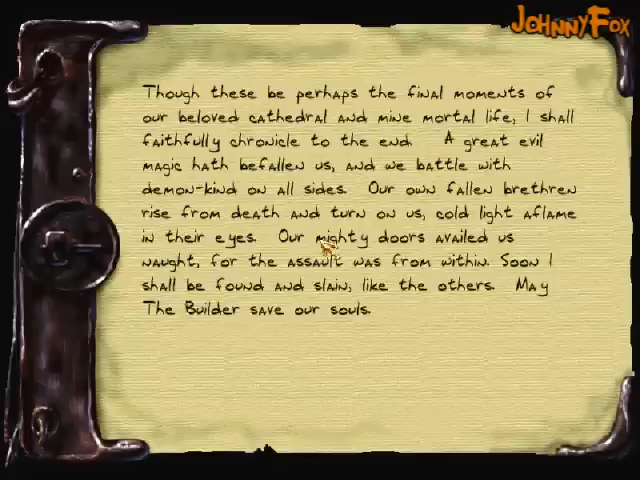 JOHNNYFOX
Though these be perhaps the final moments of
our beloved cathedral and mine mortal life, I shall
faithfully chronicle to the end. A great evil
magic hath befallen us, and we battle with
demon-kind on all sides. Our own fallen brethren
rise from death and turn on us, cold light aflame
in their eyes. Our mighty doors availed us
naught, for the assault was from within. Soon I
shall be found and slain, like the others. May
The Builder save our souls.